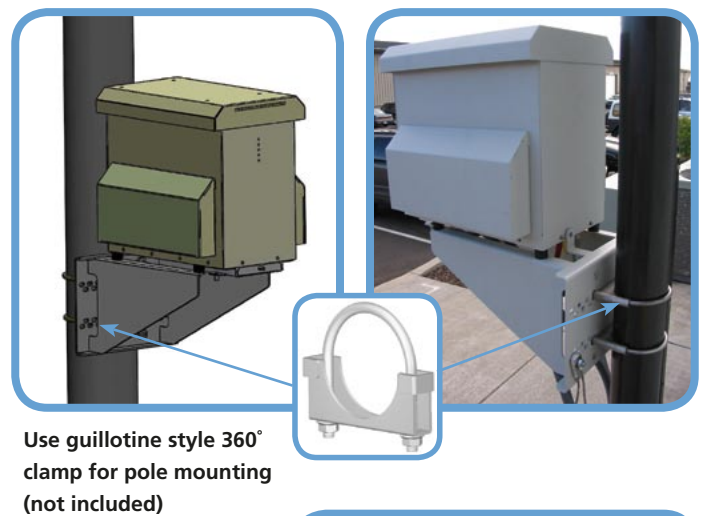 Use guillotine style 360˚
clamp for pole mounting
(not included)